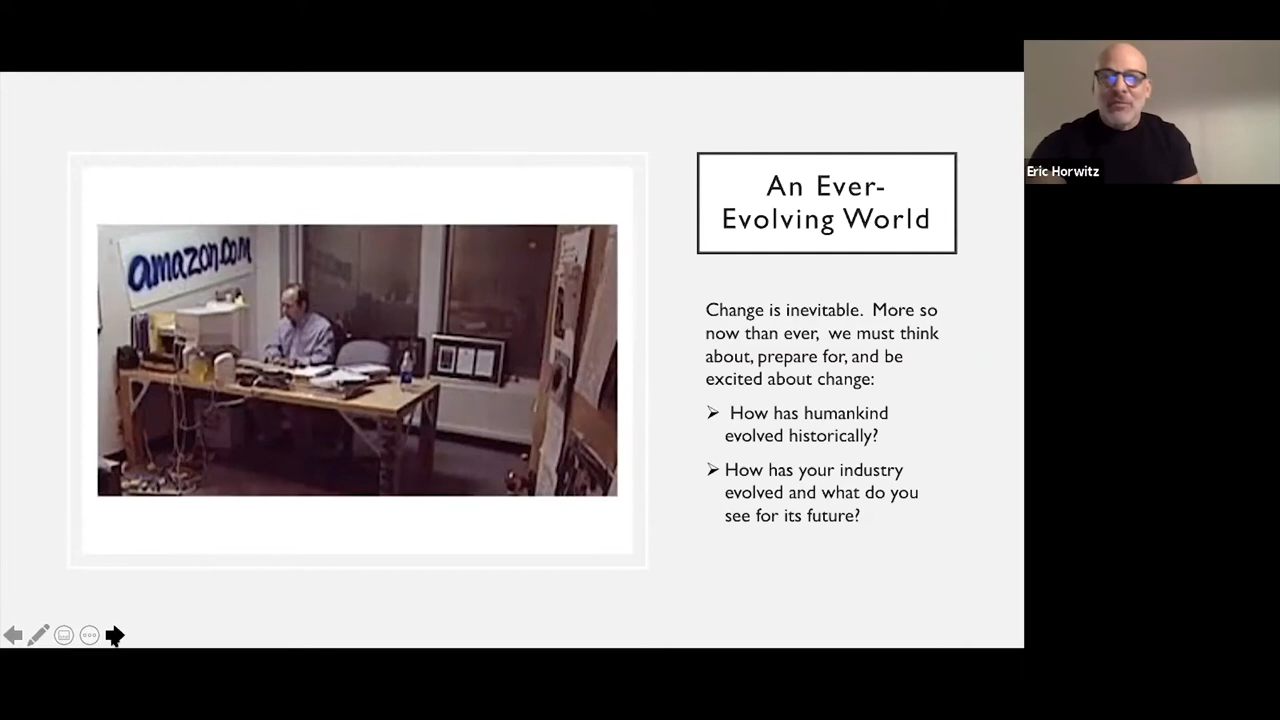 amazon.com
An Ever-
Evolving World
Change is inevitable.  More so
now than ever,  we must think
about, prepare for, and be
excited about change:
➢ How has humankind
evolved historically?
➢ How has your industry
evolved and what do you
see for its future?
Eric Horwitz